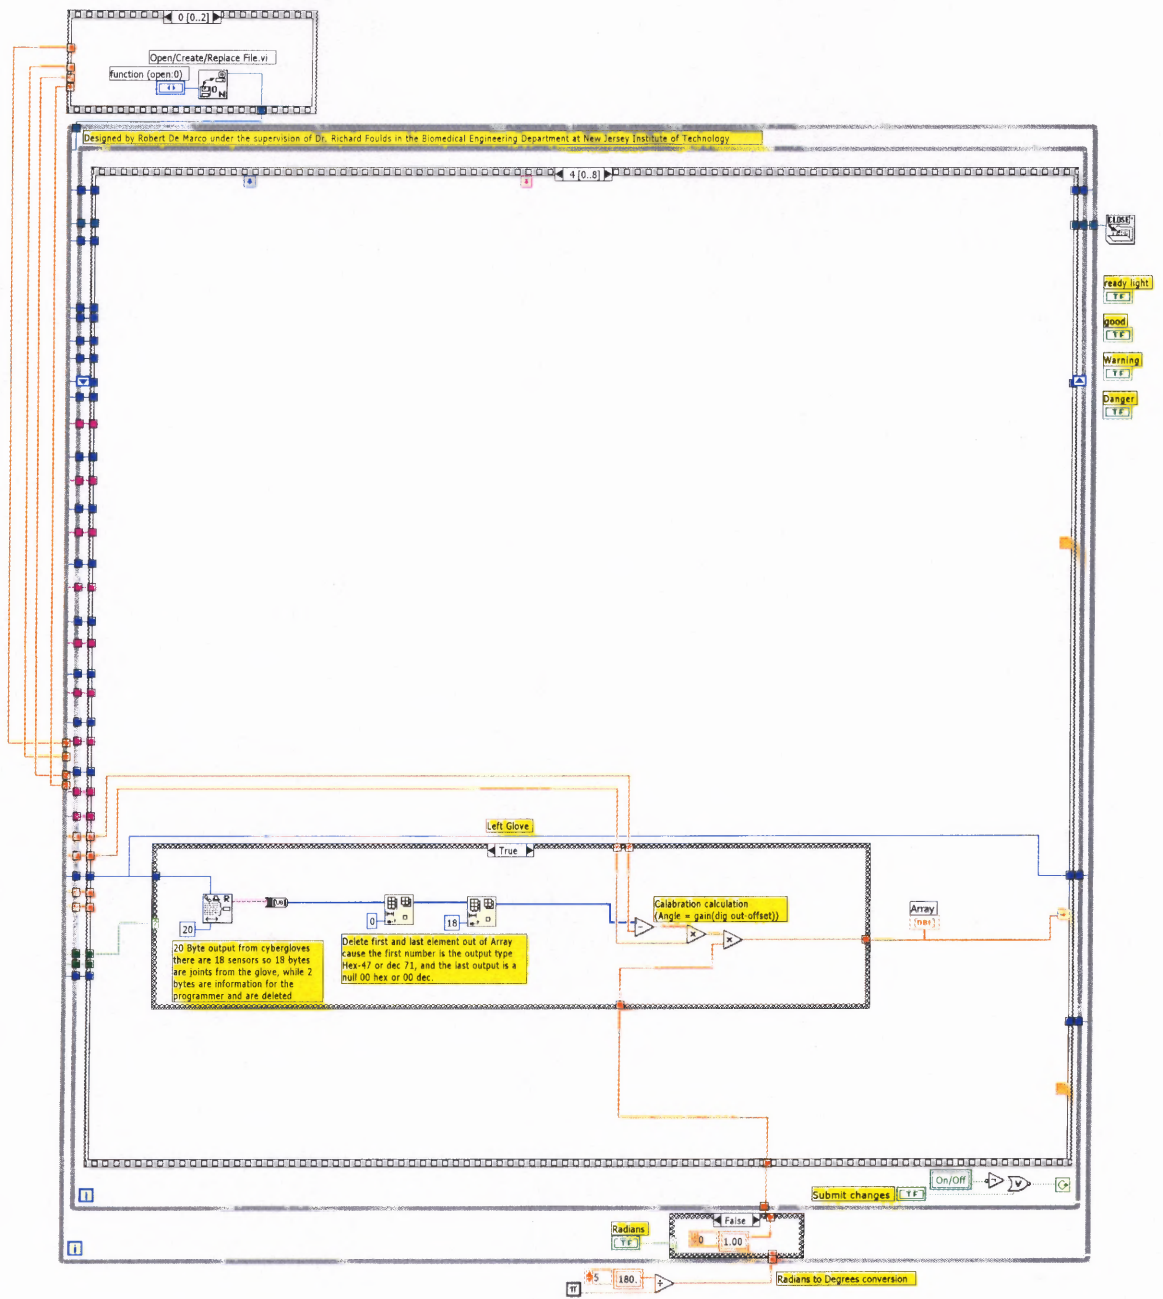 0 [0..2]
Open/Create/Replace File.vi
function (open:0)
Designed by Robert De Marco under the supervision of Dr. Richard Foulds in the Biomedical Engineering Department at New Jersey Institute of Technology
4 [0..8]
CLOSE
ready light
TF
good
TF
Warning
TF
Danger
TF
Left Glove
True
20
0
18
Calabration calculation
(Angle = gain(dig out-offset))
Array
20 Byte output from cybergloves
there are 18 sensors so 18 bytes
are joints from the glove, while 2
bytes are information for the
programmer and are deleted
Delete first and last element out of Array
cause the first number is the output type
Hex-47 or dec 71, and the last output is a
null 00 hex or 00 dec.
On/Off
Submit changes
TF
i
False
Radians
TF
0
1.00
i
5
180.
π
Radians to Degrees conversion